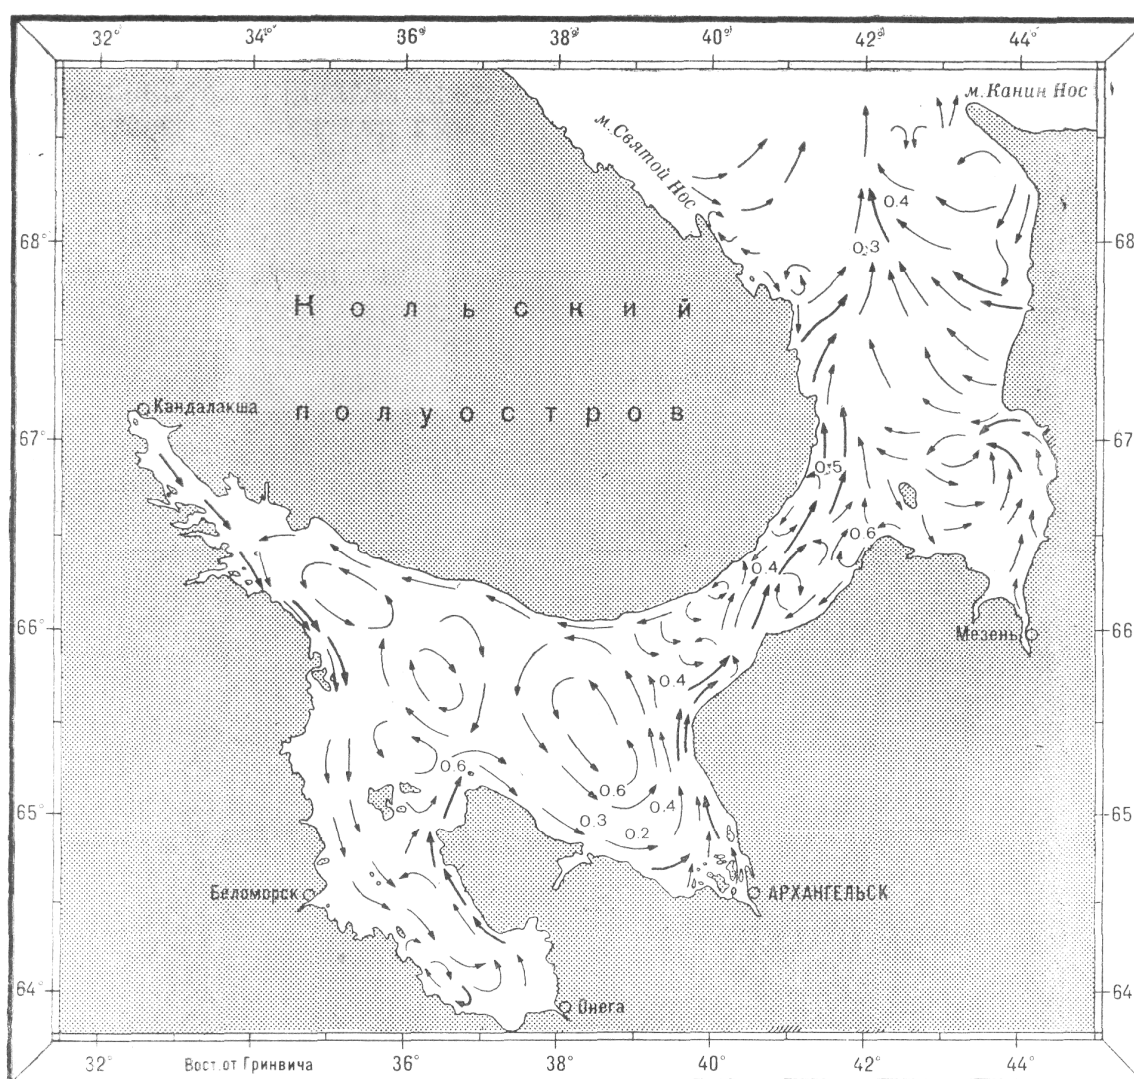 32° 34° 36° 38° 40° 42° 44°
м. Канин Нос
м. Святой Нос
0.4
68° 0.3 68
Кольский
Кандалакша полуостров
67° 67
0.5
0.6
0.4
66° 66
Мезень
0.4
0.6
0.6
65° 0.3 0.4 65
0.2
Беломорск АРХАНГЕЛЬСК
64° 64
Онега
32° Вост. от Гринвича 36° 38° 40° 42° 44°